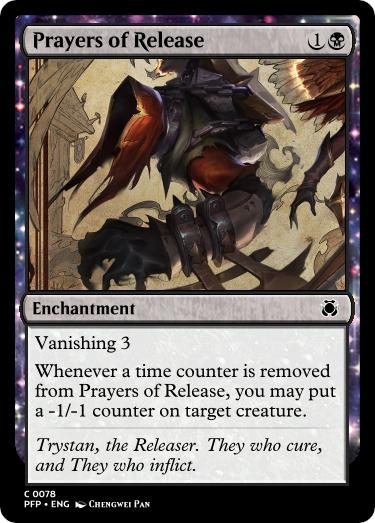 Prayers of Release 1
Enchantment
Vanishing 3
Whenever a time counter is removed
from Prayers of Release, you may put
a -1/-1 counter on target creature.
Trystan, the Releaser. They who cure,
and They who inflict.
C 0078
PFP • ENG Chengwei Pan